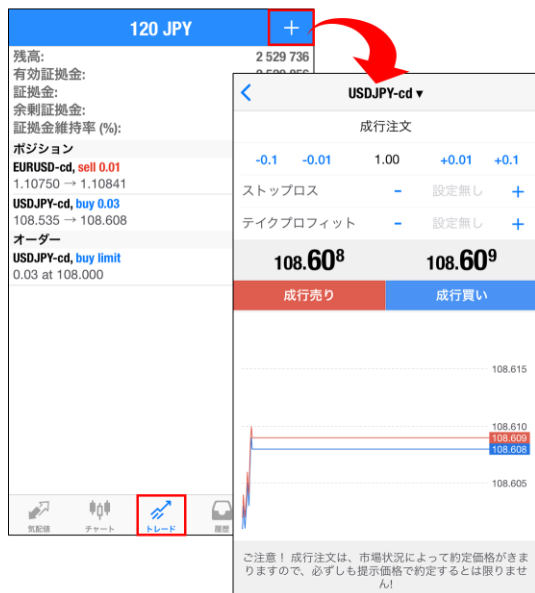 120 JPY
+
残高:
2 529 736
有効証拠金:
証拠金:
余剰証拠金:
証拠金維持率 (%):
ポジション
EURUSD-cd, sell 0.01
1.10750 → 1.10841
USDJPY-cd, buy 0.03
108.535 → 108.608
オーダー
USDJPY-cd, buy limit
0.03 at 108.000
気配値 チャート トレード 履歴
USDJPY-cd ▾
成行注文
-0.1 -0.01 1.00 +0.01 +0.1
ストップロス - 設定無し +
テイクプロフィット - 設定無し +
108.608 108.609
成行売り 成行買い
108.615
108.610
108.609
108.608
108.605
ご注意！ 成行注文は、市場状況によって約定価格がきま
りますので、必ずしも提示価格で約定するとは限りませ
ん!